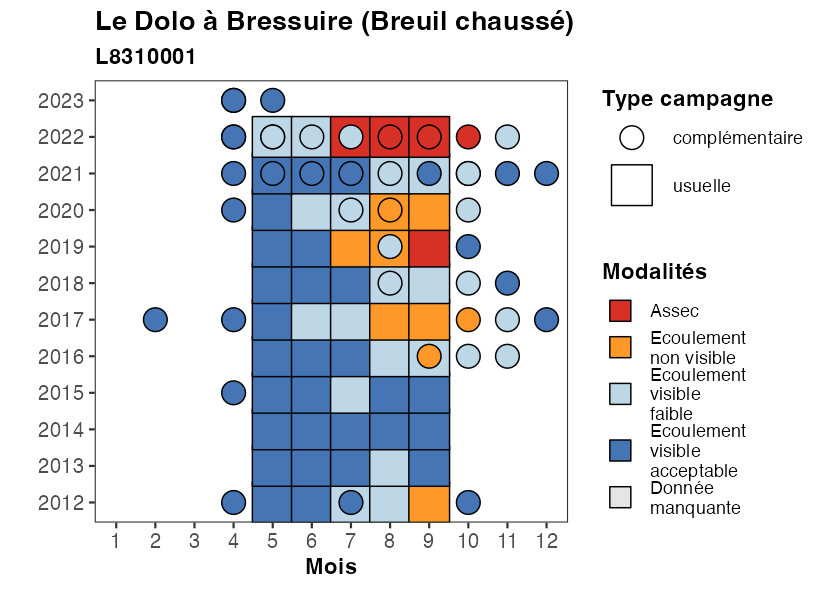 Le Dolo à Bressuire (Breuil chaussé)
L8310001
2023
2022
2021
2020
2019
2018
2017
2016
2015
2014
2013
2012
1 2 3 4 5 6 7 8 9 10 11 12
Mois
Type campagne
complémentaire
usuelle
Modalités
Assec
Ecoulement
non visible
Ecoulement
visible
faible
Ecoulement
visible
acceptable
Donnée
manquante